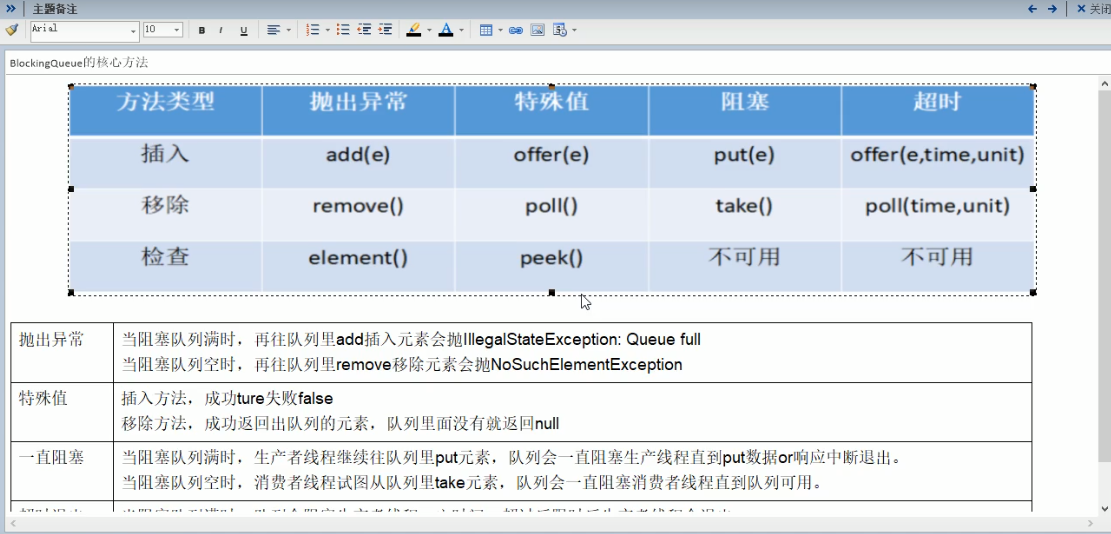 主题备注
关闭
Arial
10
B I U
A
BlockingQueue的核心方法
方法类型 抛出异常 特殊值 阻塞 超时
插入 add(e) offer(e) put(e) offer(e,time,unit)
移除 remove() poll() take() poll(time,unit)
检查 element() peek() 不可用 不可用
抛出异常
当阻塞队列满时，再往队列里add插入元素会抛IllegalStateException: Queue full
当阻塞队列空时，再往队列里remove移除元素会抛NoSuchElementException
特殊值
插入方法，成功ture失败false
移除方法，成功返回出队列的元素，队列里面没有就返回null
一直阻塞
当阻塞队列满时，生产者线程继续往队列里put元素，队列会一直阻塞生产线程直到put数据or响应中断退出。
当阻塞队列空时，消费者线程试图从队列里take元素，队列会一直阻塞消费者线程直到队列可用。